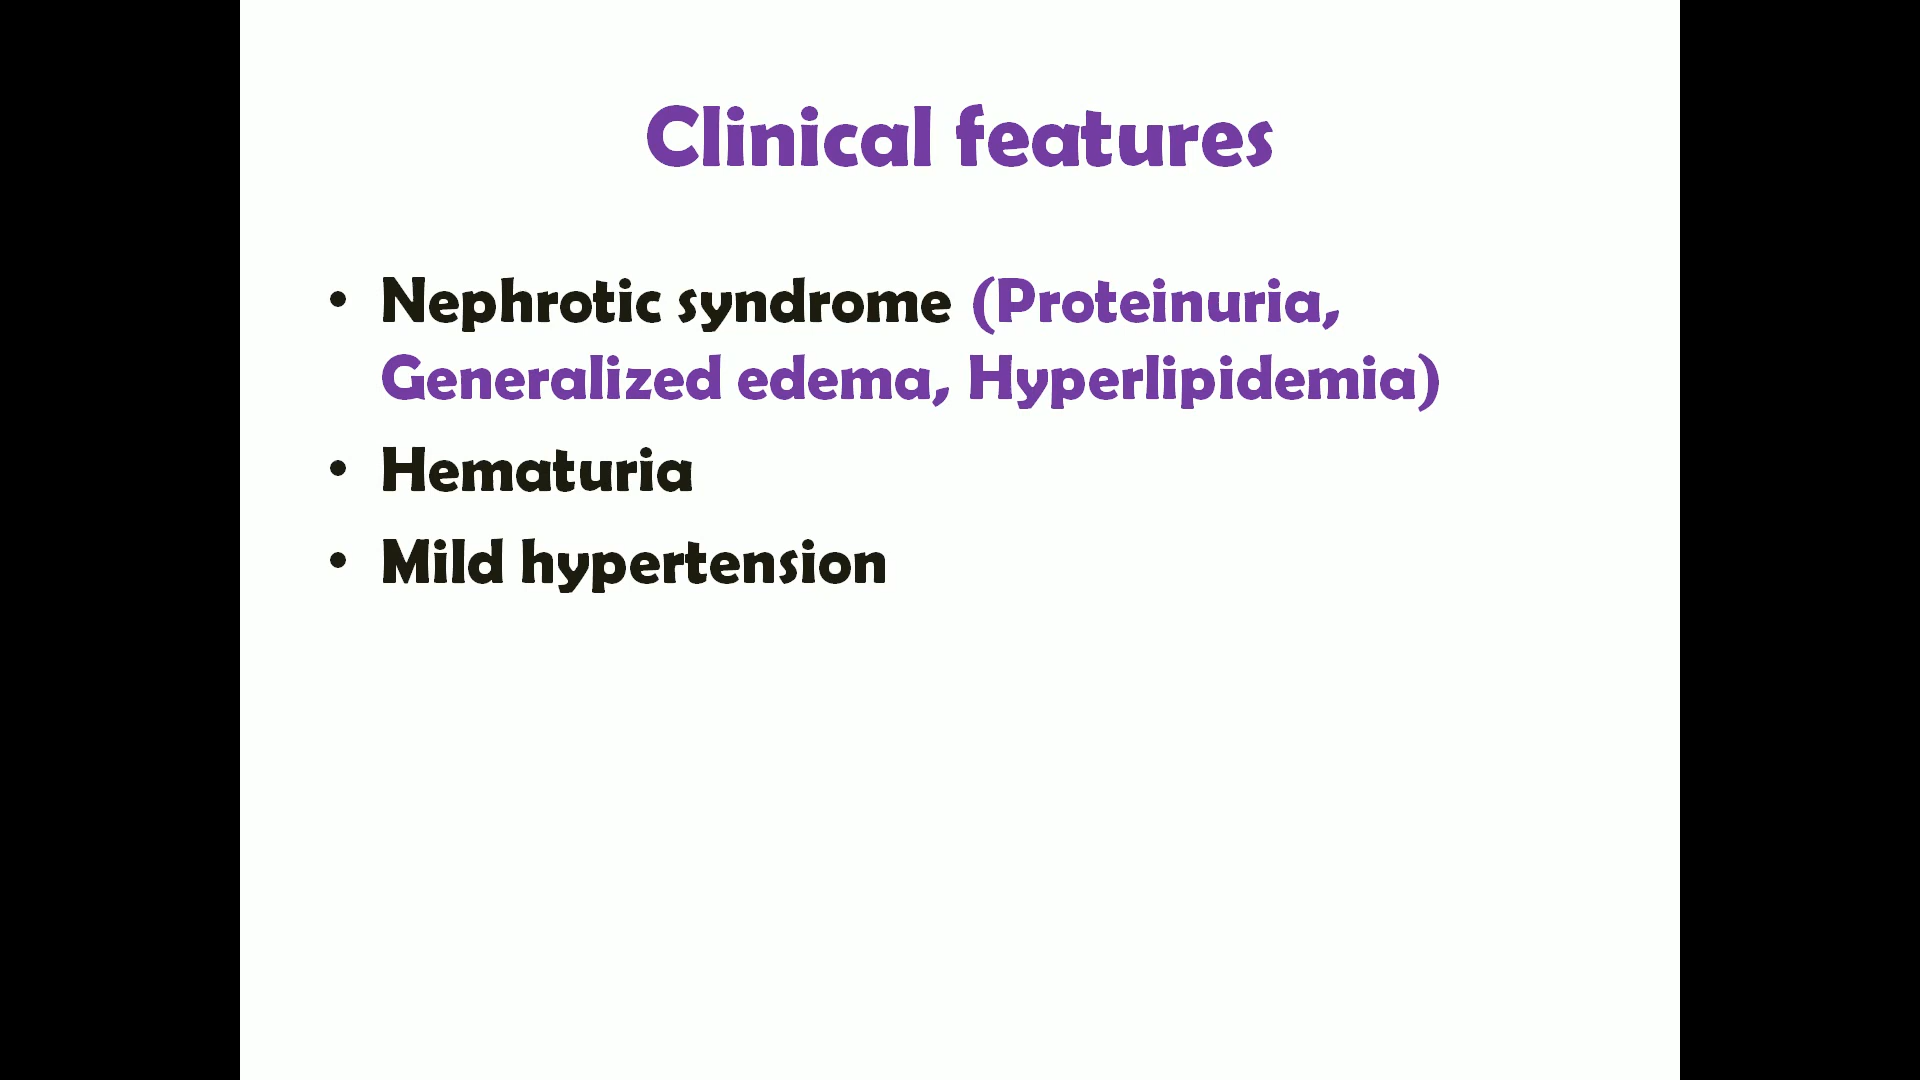 Clinical features
• Nephrotic syndrome (Proteinuria,
Generalized edema, Hyperlipidemia)
• Hematuria
• Mild hypertension